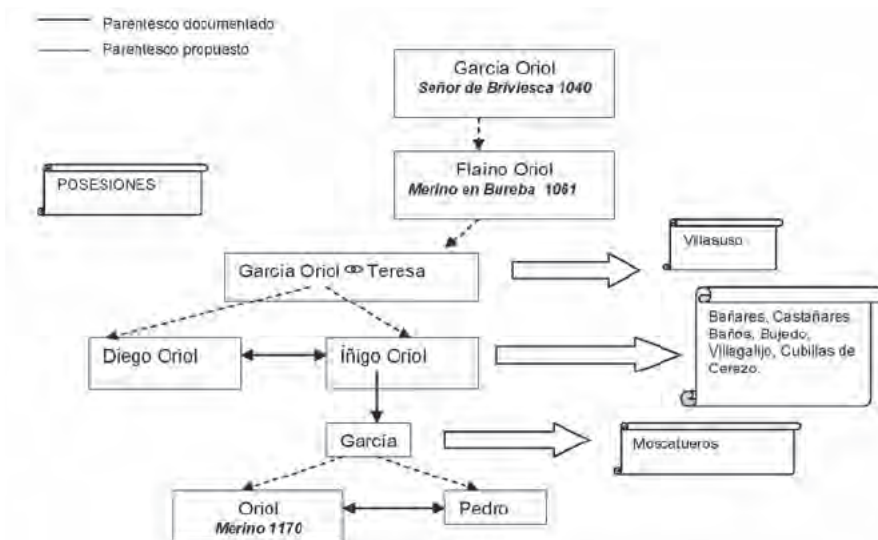 Parentesco documentado
Parentesco propuesto
García Oriol
Señor de Briviesca 1040
Flaino Oriol
Merino en Bureba 1061
POSESIONES
García Oriol Teresa
Villasuso
Diego Oriol
Íñigo Oriol
Bañares, Castañares
Baños, Bujedo,
Villagalijo, Cubillas de
Cerezo.
García
Moscatueros
Oriol
Merino 1170
Pedro